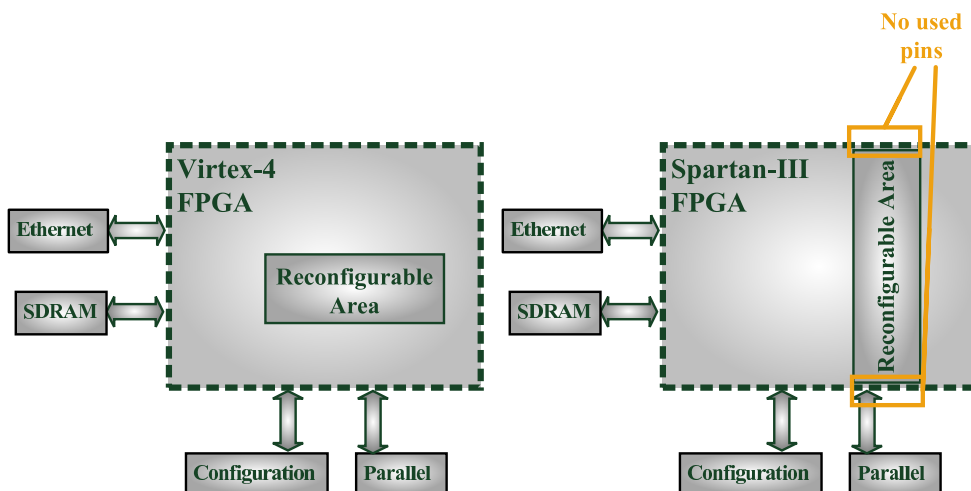 No used
pins
Virtex-4
FPGA
Ethernet
SDRAM
Reconfigurable
Area
Configuration
Parallel
Spartan-III
FPGA
Ethernet
SDRAM
Reconfigurable Area
Configuration
Parallel